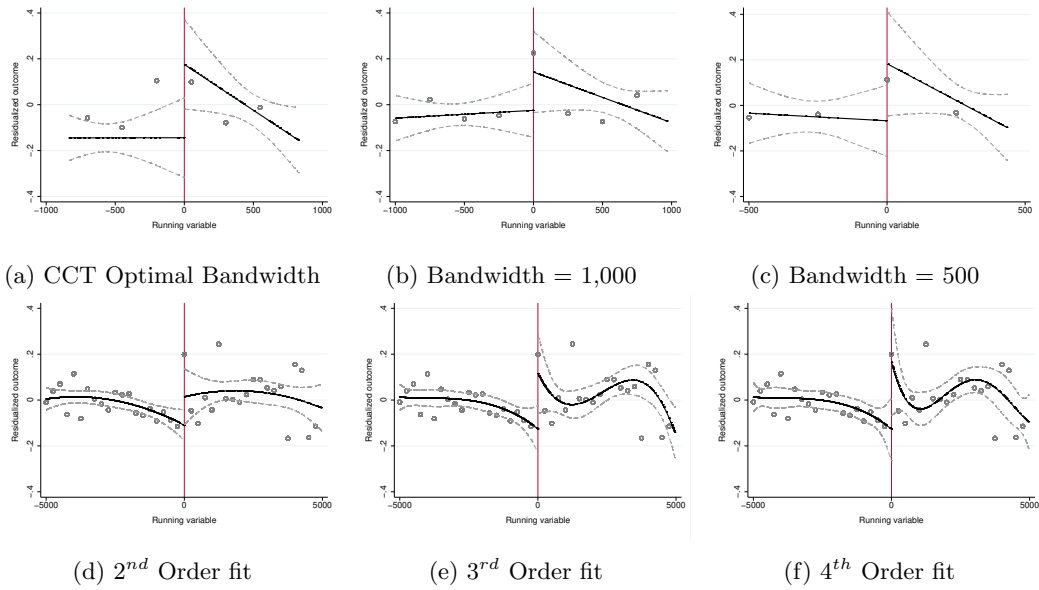 .4 .2 0 -.2 -.4
Residualized outcome
-1000 -500 0 500 1000
Running variable
.4 .2 0 -.2 -.4
Residualized outcome
-1000 -500 0 500 1000
Running variable
.4 .2 0 -.2 -.4
Residualized outcome
-500 0 500
Running variable
(a) CCT Optimal Bandwidth
(b) Bandwidth = 1,000
(c) Bandwidth = 500
.4 .2 0 -.2 -.4
Residualized outcome
-5000 0 5000
Running variable
.4 .2 0 -.2 -.4
Residualized outcome
-5000 0 5000
Running variable
.4 .2 0 -.2 -.4
Residualized outcome
-5000 0 5000
Running variable
(d) 2nd Order fit
(e) 3rd Order fit
(f) 4th Order fit